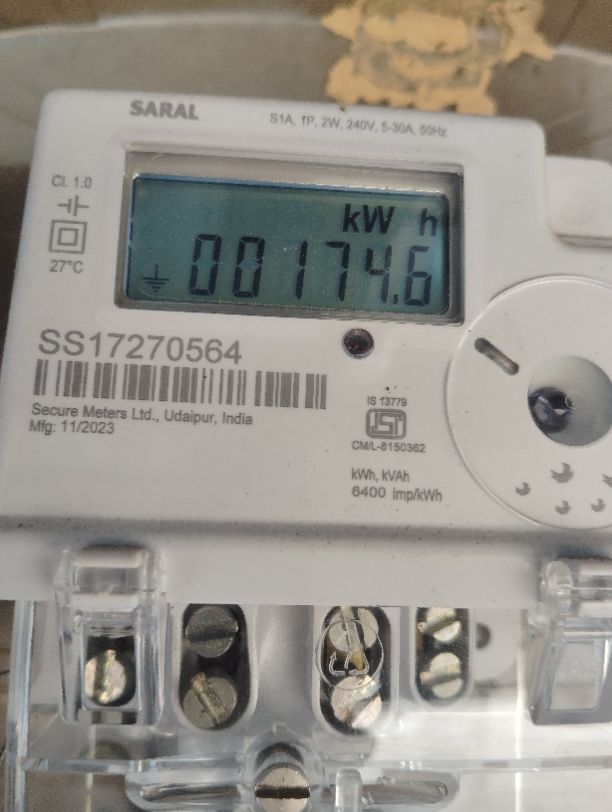 SARAL
S1A, 1P, 2W, 240V, 5-30A, 50Hz
Cl. 1.0
27°C
kW h
00174.6
SS17270564
Secure Meters Ltd., Udaipur, India
Mfg: 11/2023
IS 13779
ISI
CM/L-8150362
kWh, kVAh
6400 imp/kWh